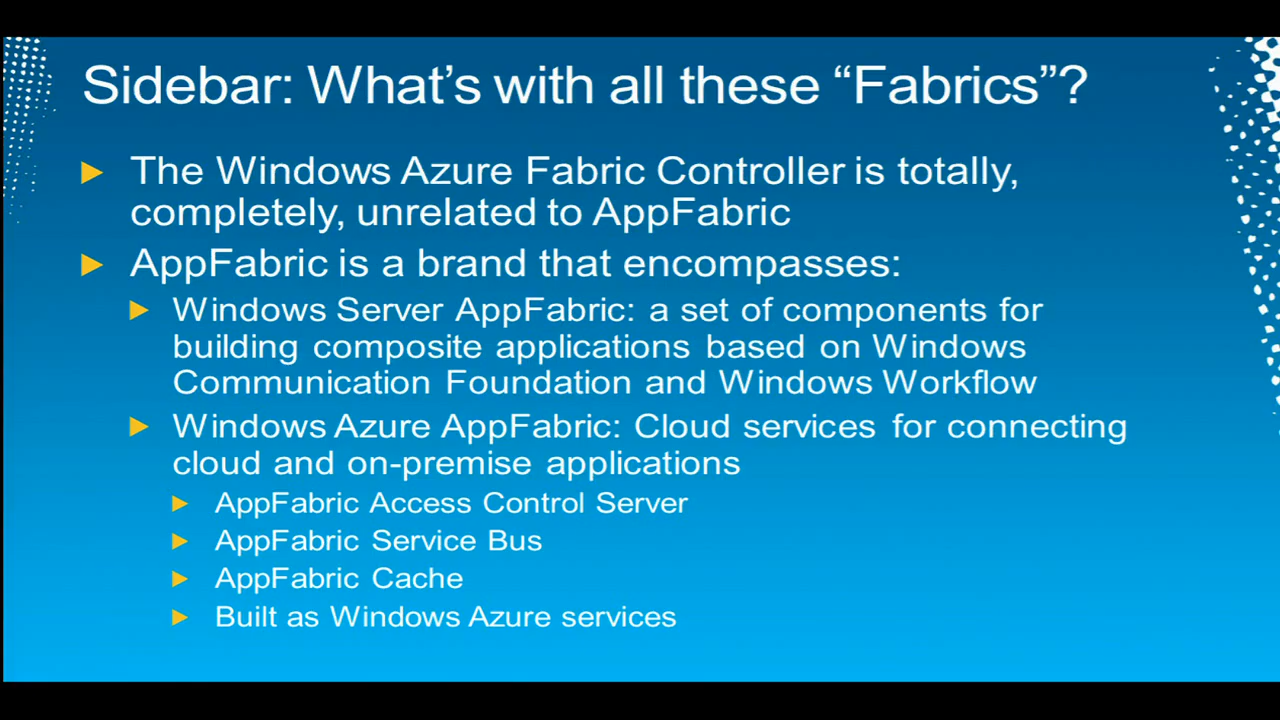 Sidebar: What's with all these “Fabrics”?
The Windows Azure Fabric Controller is totally,
completely, unrelated to AppFabric
AppFabric is a brand that encompasses:
Windows Server AppFabric: a set of components for
building composite applications based on Windows
Communication Foundation and Windows Workflow
Windows Azure AppFabric: Cloud services for connecting
cloud and on-premise applications
AppFabric Access Control Server
AppFabric Service Bus
AppFabric Cache
Built as Windows Azure services